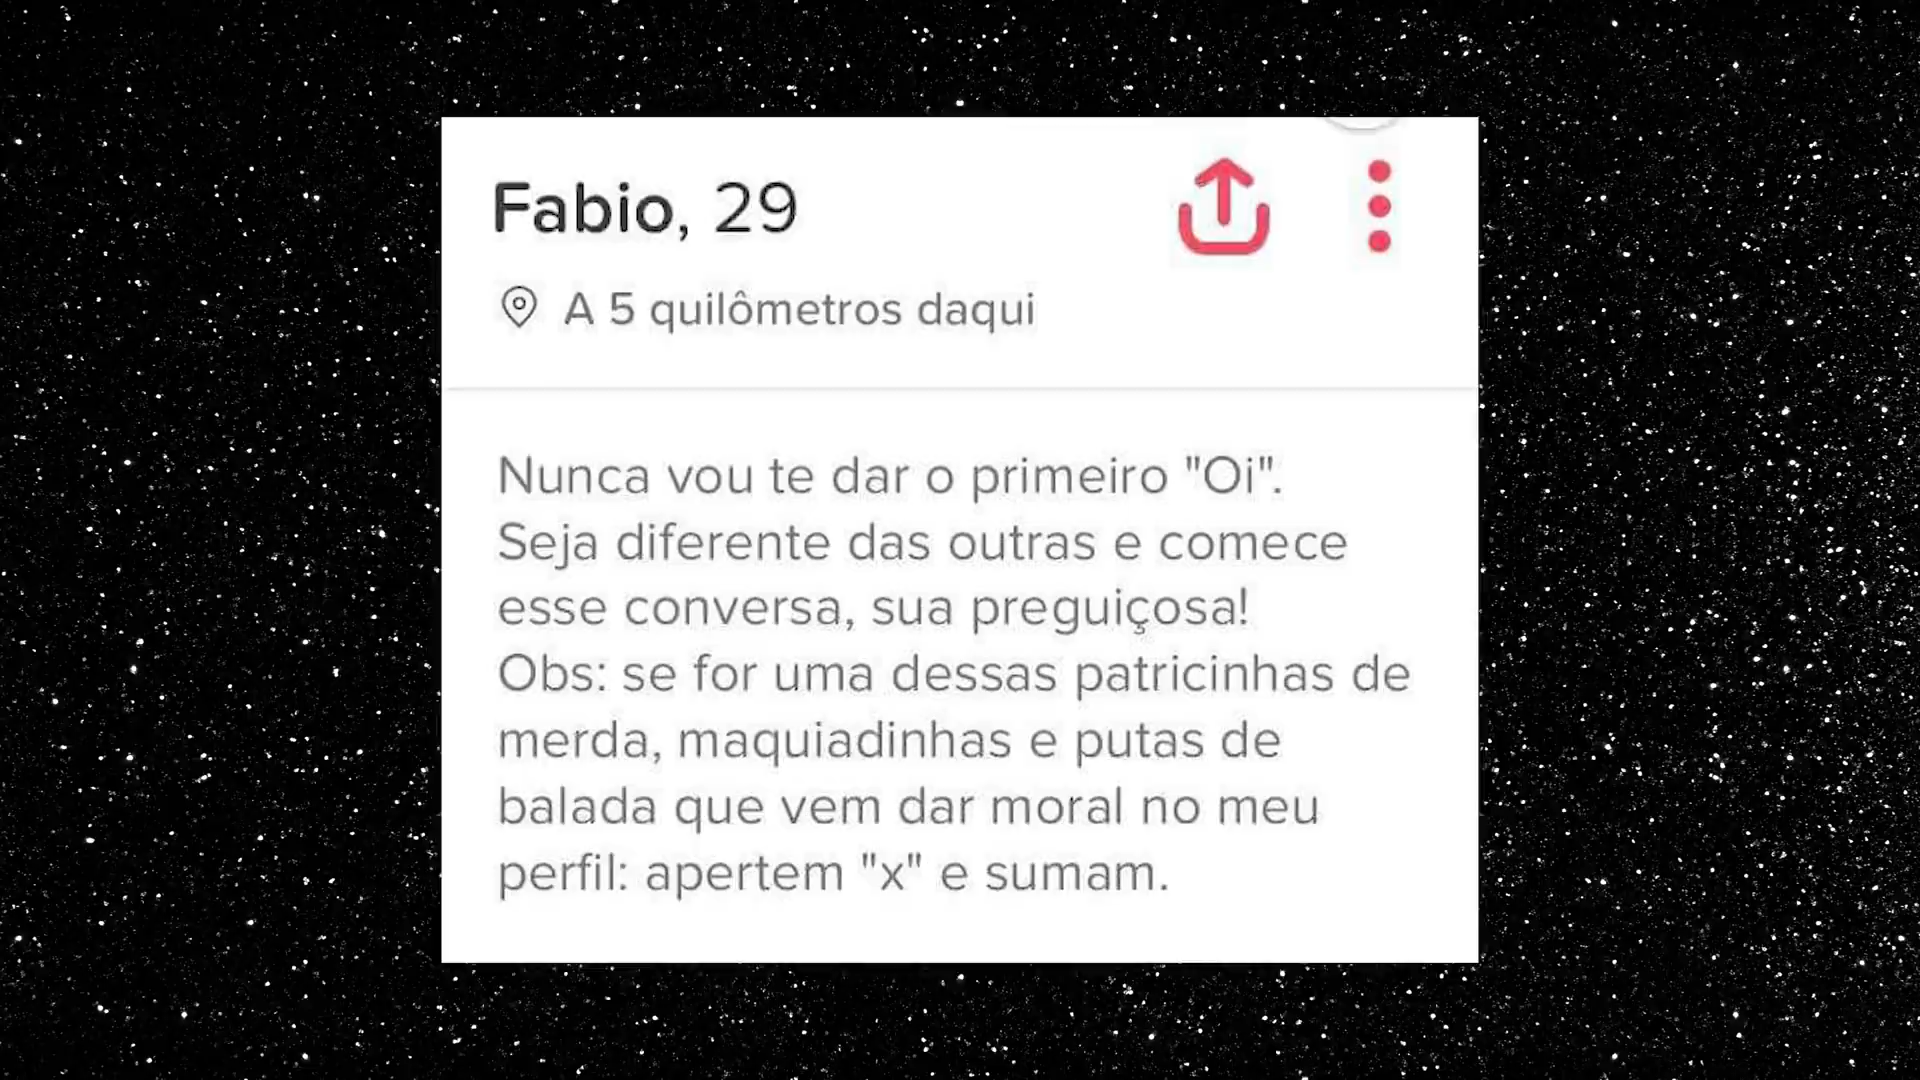 Fabio, 29
A 5 quilômetros daqui
Nunca vou te dar o primeiro "Oi".
Seja diferente das outras e comece
esse conversa, sua preguiçosa!
Obs: se for uma dessas patricinhas de
merda, maquiadinhas e putas de
balada que vem dar moral no meu
perfil: apertem "x" e sumam.